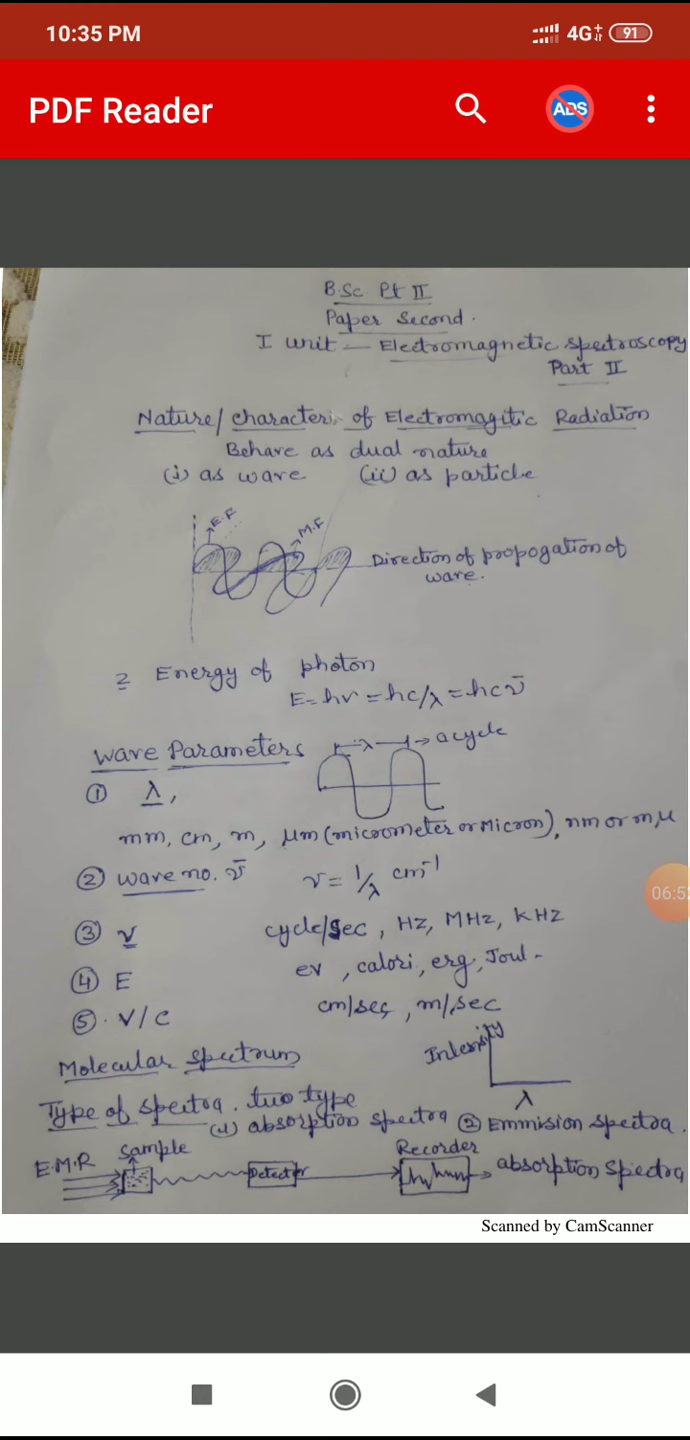 10:35 PM 4G+ 91
PDF Reader ADS
B.Sc. Pt II
Paper Second.
I unit — Electromagnetic spectroscopy
Part II
Nature/ character. of Electromagitic Radiation
Behave as dual nature
(i) as wave (ii) as particle
E.F
M.F
Direction of propogation of
wave.
2 Energy of photon
E=hν=hc/λ=hcν̄
Wave Parameters λ → a cycle
① λ,
mm, cm, m, μm (micrometer or Micron), nm or mμ
② wave no. ν̄ ν = 1/λ cm⁻¹
06:52
③ ν cycle/sec, HZ, MHz, KHz
④ E ev, calori, erg, Joul -
⑤. V/C cm/sec, m/sec
Molecular spectrum Intensity
λ
Type of spectra. two type
(1) absorption spectra ② Emmision spectra.
E.M.R Sample Detector Recorder absorption spectra
Scanned by CamScanner